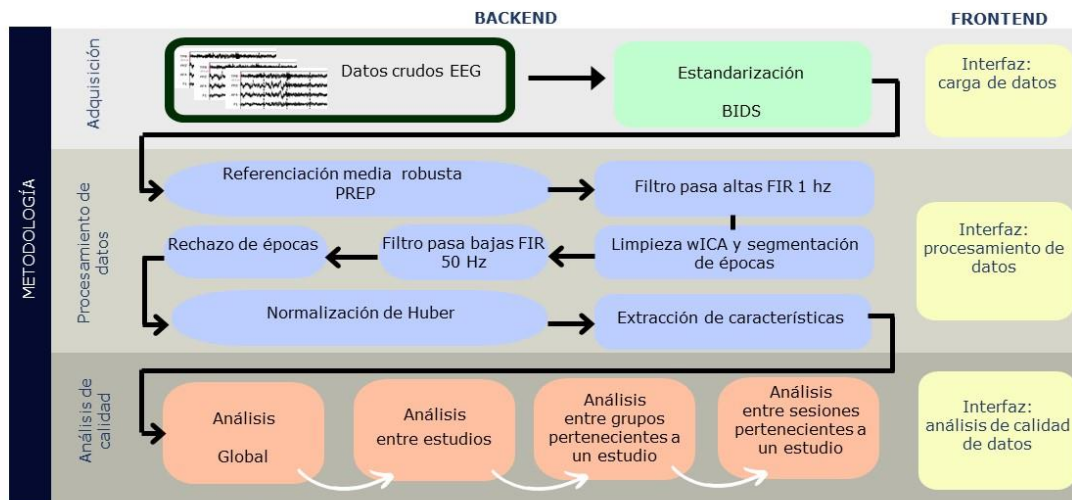 BACKEND
FRONTEND
METODOLOGÍA
Adquisición
Datos crudos EEG
Estandarización
BIDS
Interfaz:
carga de datos
Procesamiento de
datos
Referenciación media robusta
PREP
Filtro pasa altas FIR 1 hz
Limpieza wICA y segmentación
de épocas
Filtro pasa bajas FIR
50 Hz
Rechazo de épocas
Normalización de Huber
Extracción de características
Interfaz:
procesamiento de
datos
Análisis de
calidad
Análisis
Global
Análisis
entre estudios
Análisis
entre grupos
pertenecientes a
un estudio
Análisis
entre sesiones
pertenecientes a
un estudio
Interfaz:
análisis de calidad
de datos